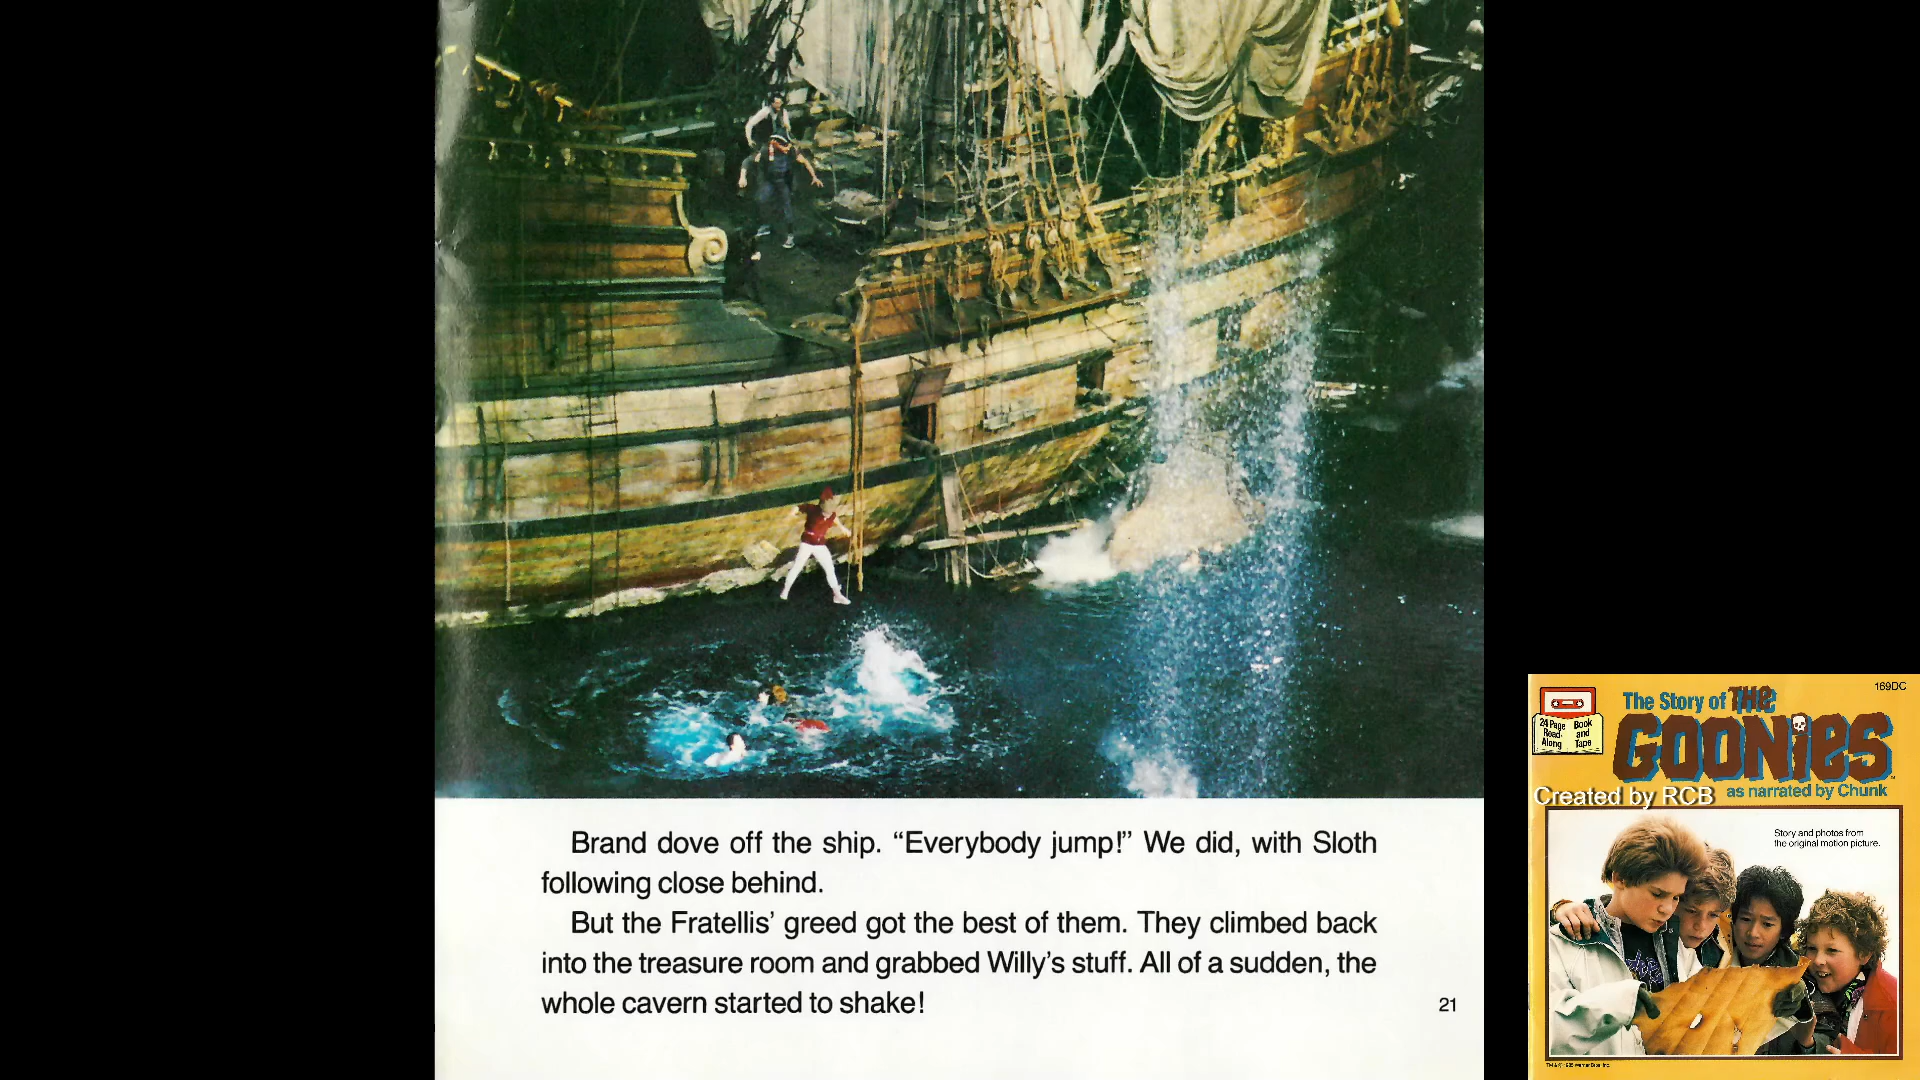 Brand dove off the ship. “Everybody jump!” We did, with Sloth
following close behind.
But the Fratellis’ greed got the best of them. They climbed back
into the treasure room and grabbed Willy’s stuff. All of a sudden, the
whole cavern started to shake!
21
169DC
The Story of THE
GOONiES
24 Page Book
Read- and
Along Tape
Created by RCB as narrated by Chunk
Story and photos from
the original motion picture.